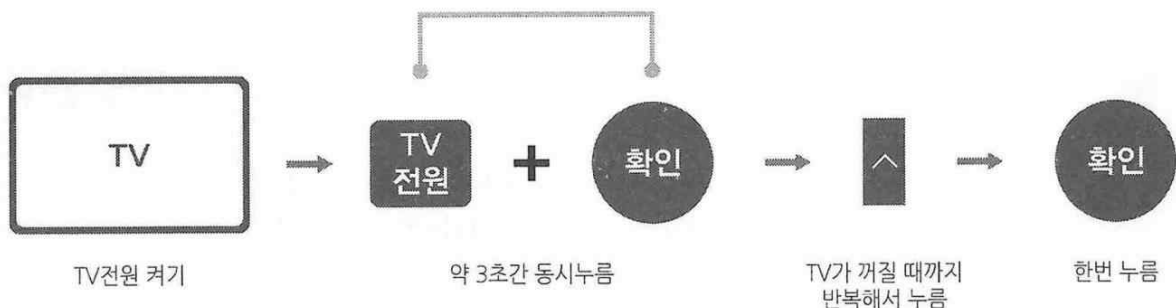 TV
TV
전원
확인
확인
TV전원 켜기
약 3초간 동시누름
TV가 꺼질 때까지
반복해서 누름
한번 누름